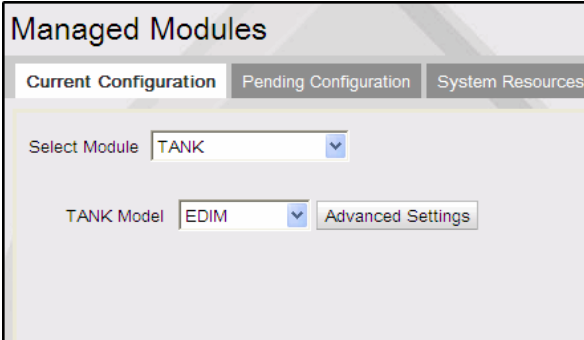 Managed Modules
Current Configuration Pending Configuration System Resources
Select Module TANK
TANK Model EDIM Advanced Settings